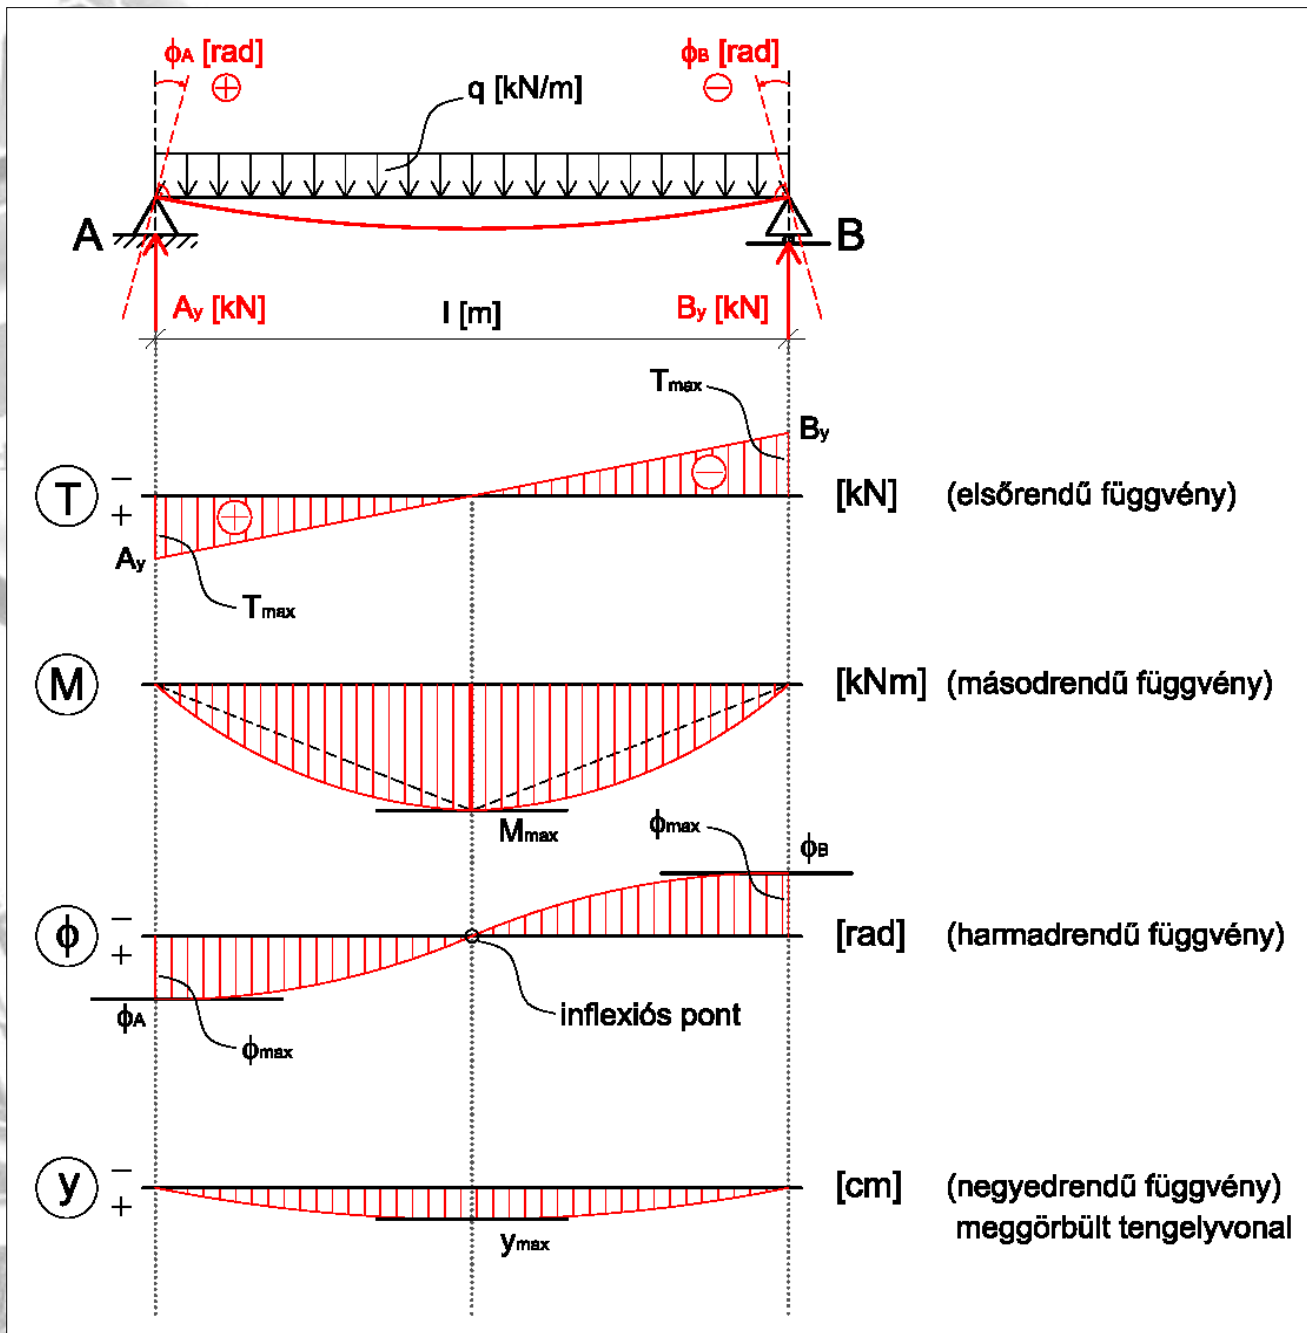 ϕA [rad]
ϕB [rad]
q [kN/m]
A
B
Ay [kN]
l [m]
By [kN]
Tmax
By
T
−
+
[kN] (elsőrendű függvény)
Ay
Tmax
M
[kNm] (másodrendű függvény)
Mmax
ϕmax
ϕB
ϕ
−
+
[rad] (harmadrendű függvény)
ϕA
ϕmax
inflexiós pont
y
−
+
[cm] (negyedrendű függvény)
meggörbült tengelyvonal
ymax